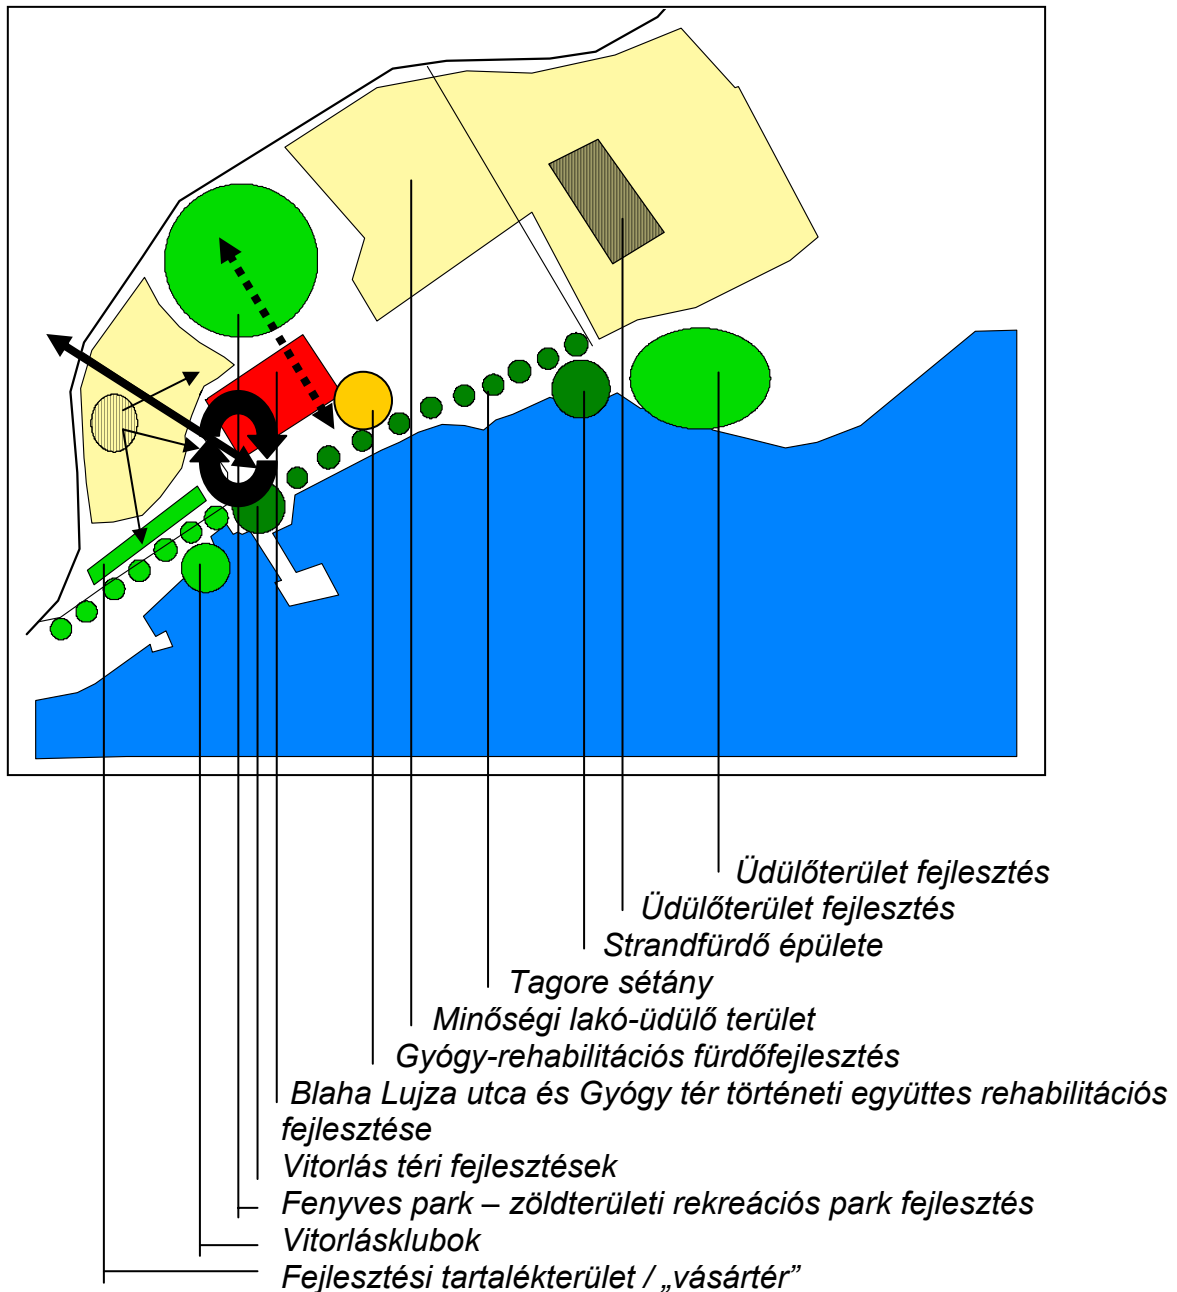 Üdülőterület fejlesztés
Üdülőterület fejlesztés
Strandfürdő épülete
Tagore sétány
Minőségi lakó-üdülő terület
Gyógy-rehabilitációs fürdőfejlesztés
Blaha Lujza utca és Gyógy tér történeti együttes rehabilitációs
fejlesztése
Vitorlás téri fejlesztések
Fenyves park – zöldterületi rekreációs park fejlesztés
Vitorlásklubok
Fejlesztési tartalékterület / „vásártér”